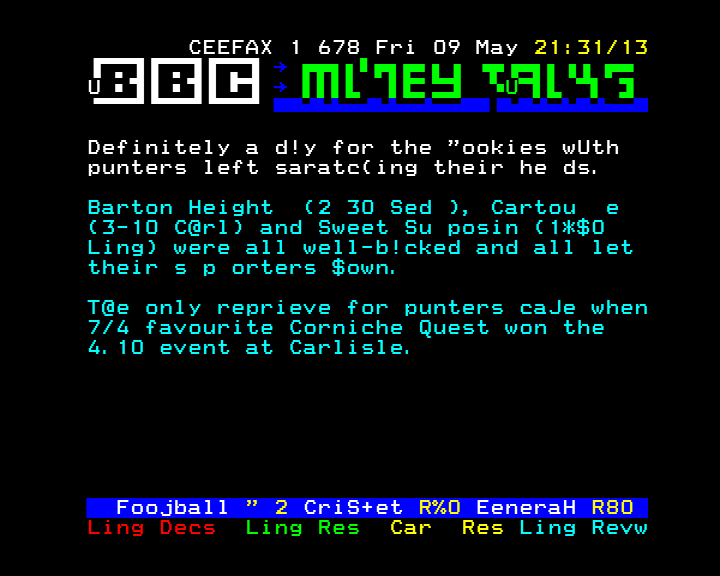 CEEFAX 1 678 Fri 09 May 21:31/13
BBC MONEY TALKS
Definitely a d!y for the "ookies wUth
punters left saratc(ing their he ds.
Barton Height (2 30 Sed ), Cartou e
(3-10 C@rl) and Sweet Su posin (1*$0
Ling) were all well-b!cked and all let
their s p orters $own.
T@e only reprieve for punters caJe when
7/4 favourite Corniche Quest won the
4.10 event at Carlisle.
Foojball " 2 CriS+et R%0 EeneraH R80
Ling Decs Ling Res Car Res Ling Revw